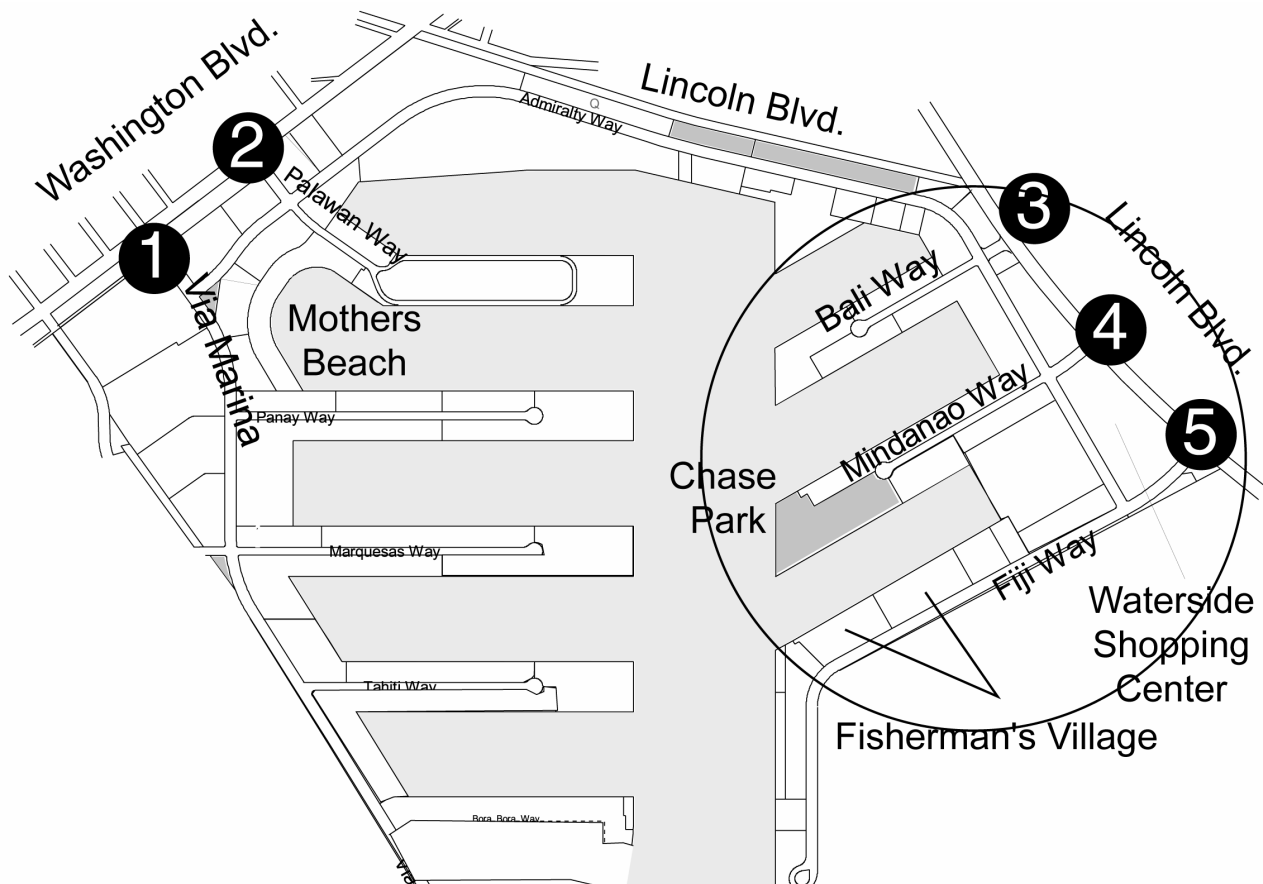 Washington Blvd.
Lincoln Blvd.
Q
Admiralty Way
2
Palawan Way
3
Lincoln Blvd.
1
Via Marina
Mothers
Beach
Bali Way
4
Panay Way
Mindanao Way
5
Chase
Park
Marquesas Way
Fiji Way
Waterside
Shopping
Center
Tahiti Way
Fisherman's Village
Bora Bora Way
Via